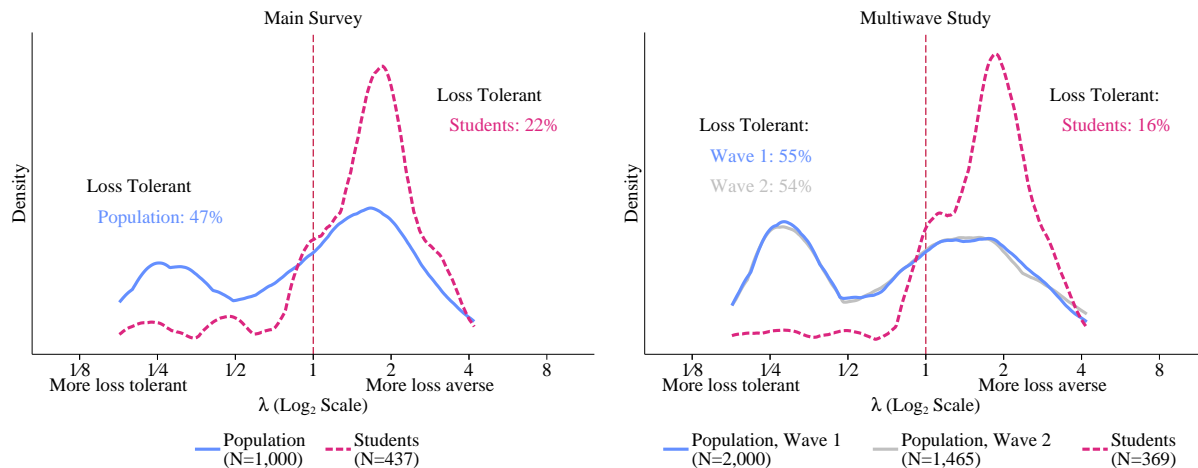 Main Survey
Density
Loss Tolerant
Students: 22%
Loss Tolerant
Population: 47%
1/8
1/4
1/2
1
2
4
8
More loss tolerant
More loss averse
λ (Log2 Scale)
Population
(N=1,000)
Students
(N=437)
Multiwave Study
Density
Loss Tolerant:
Students: 16%
Loss Tolerant:
Wave 1: 55%
Wave 2: 54%
1/8
1/4
1/2
1
2
4
8
More loss tolerant
More loss averse
λ (Log2 Scale)
Population, Wave 1
(N=2,000)
Population, Wave 2
(N=1,465)
Students
(N=369)